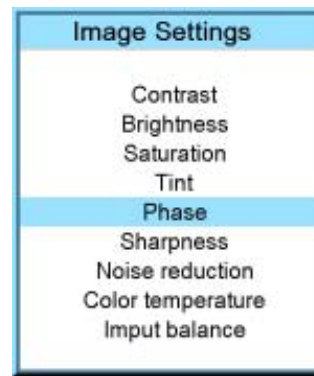 Image Settings
Contrast
Brightness
Saturation
Tint
Phase
Sharpness
Noise reduction
Color temperature
Imput balance